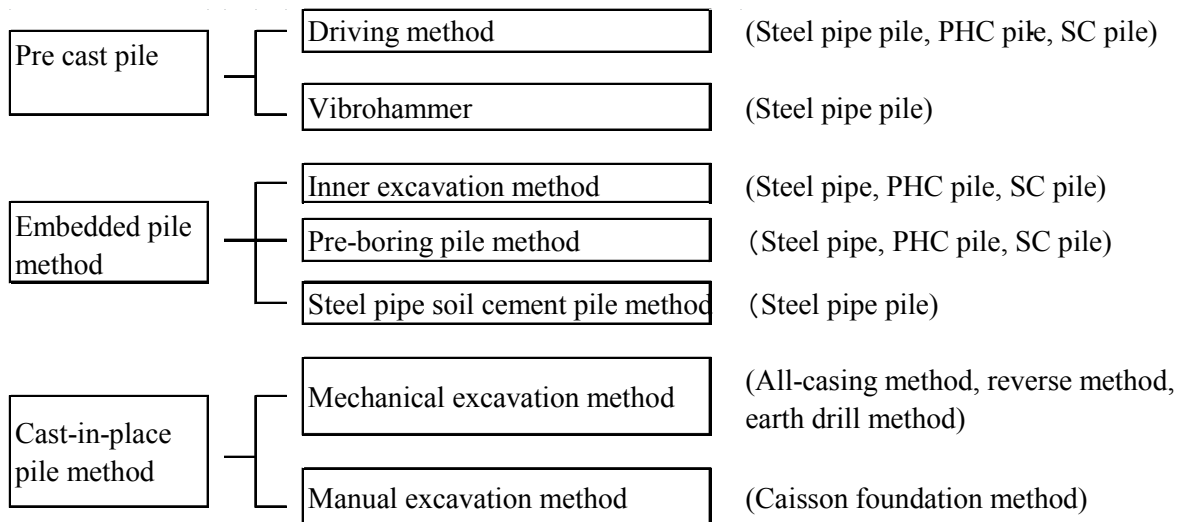 Pre cast pile
Driving method
(Steel pipe pile, PHC pile, SC pile)
Vibrohammer
(Steel pipe pile)
Embedded pile
method
Inner excavation method
(Steel pipe, PHC pile, SC pile)
Pre-boring pile method
（Steel pipe, PHC pile, SC pile)
Steel pipe soil cement pile method
（Steel pipe pile)
Cast-in-place
pile method
Mechanical excavation method
(All-casing method, reverse method,
earth drill method)
Manual excavation method
(Caisson foundation method)